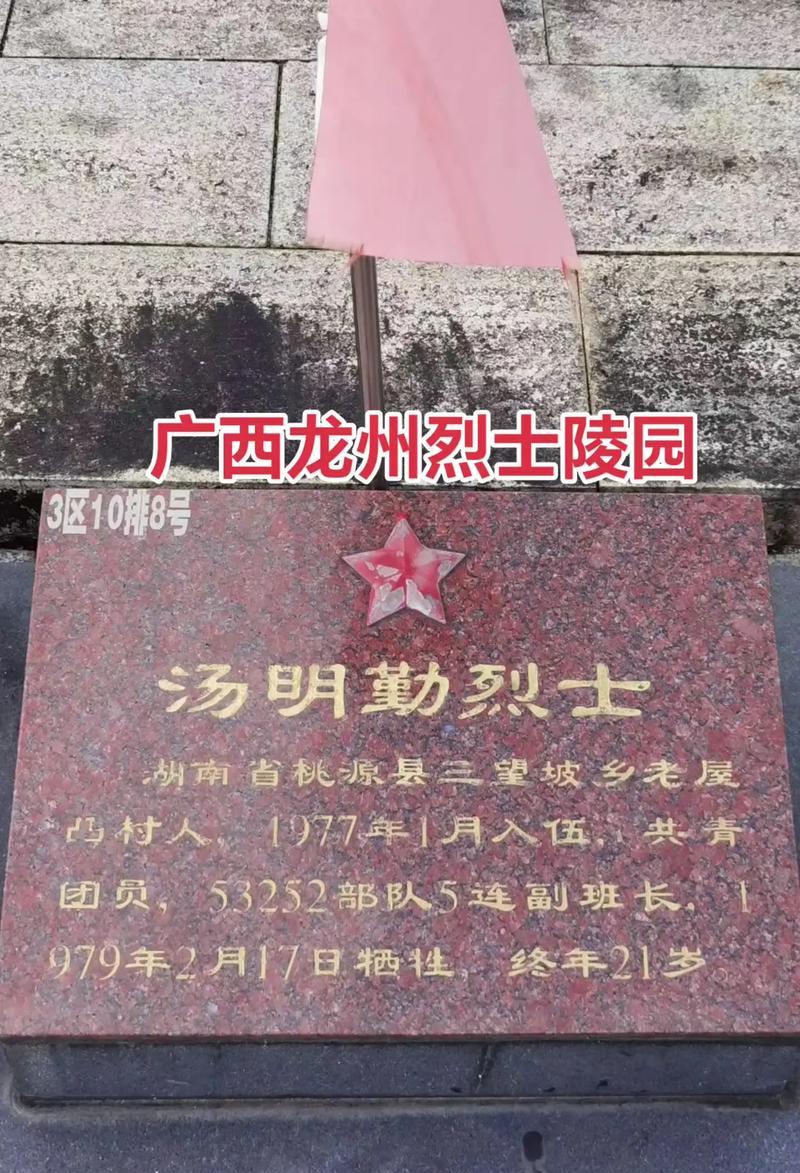 广西龙州烈士陵园
3区10排8号
汤明勤烈士
湖南省桃源县三望坡乡老屋
凸村人，1977年1月入伍，共青
团员，53252部队5连副班长，1
979年2月17日牺牲，终年21岁。